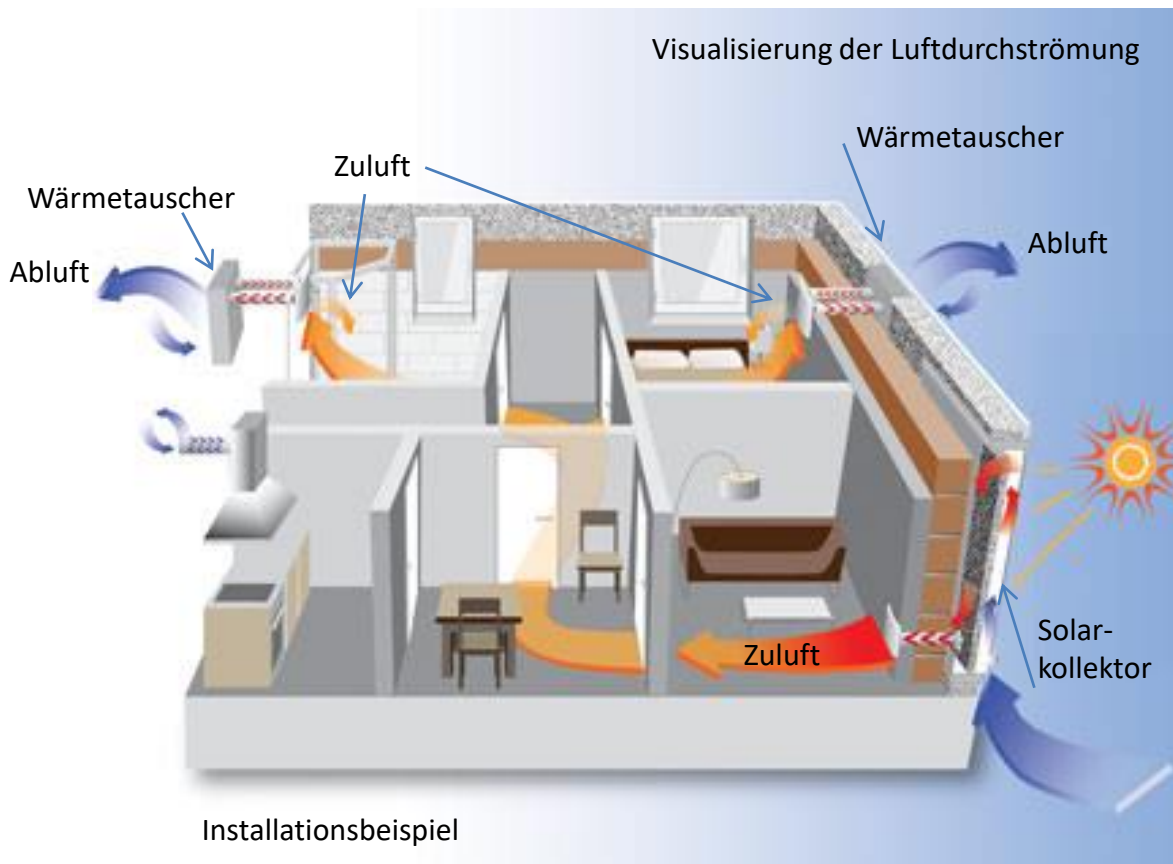 Visualisierung der Luftdurchströmung
Wärmetauscher
Zuluft
Wärmetauscher
Abluft
Abluft
Zuluft
Solar-
kollektor
Installationsbeispiel